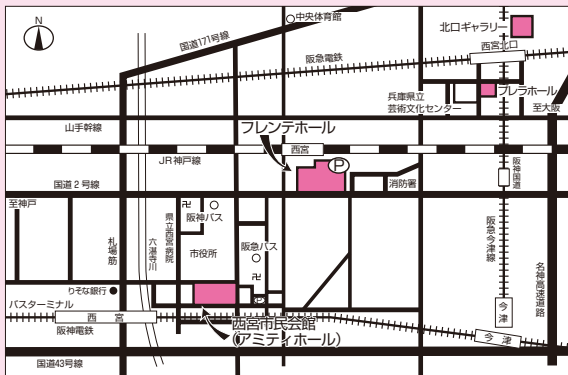 N
中央体育館
北口ギャラリー
国道171号線
阪急電鉄
西宮北口
兵庫県立
芸術文化センター
プレラホール
至大阪
山手幹線
フレンテホール
西宮
P
JR神戸線
阪神国道
国道2号線
消防署
至神戸
札場筋
六湛寺川
県立西宮病院
卍
阪神バス
市役所
阪急バス
卍
阪急今津線
名神高速道路
りそな銀行
バスターミナル
P
西宮
阪神電鉄
西宮市民会館
(アミティホール)
今津
今津
国道43号線